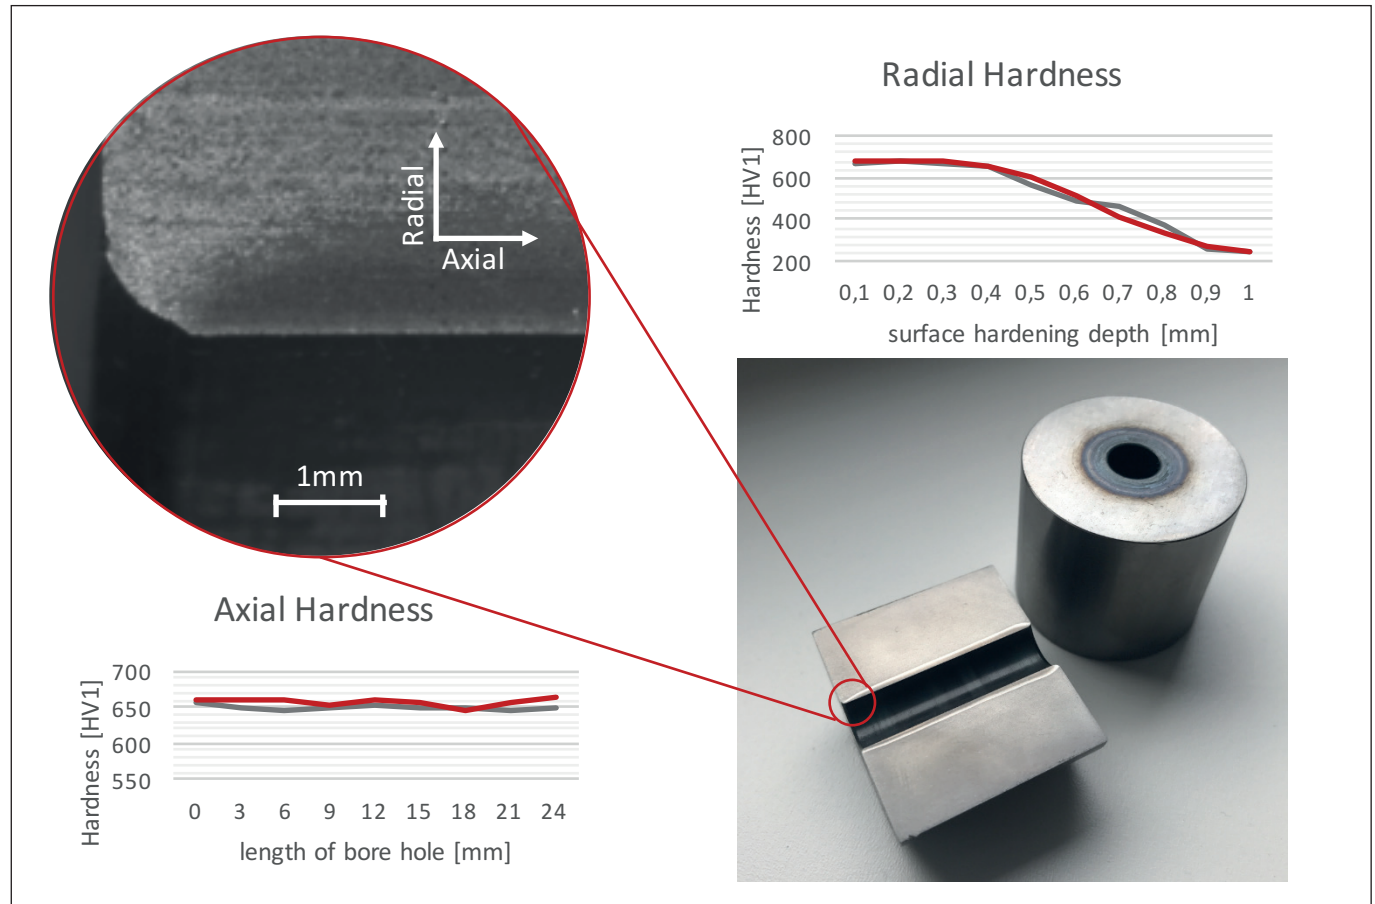 Radial Hardness
Hardness [HV1]
800
600
400
200
0,1 0,2 0,3 0,4 0,5 0,6 0,7 0,8 0,9 1
surface hardening depth [mm]
Radial
Axial
1mm
Axial Hardness
Hardness [HV1]
700
650
600
550
0 3 6 9 12 15 18 21 24
length of bore hole [mm]